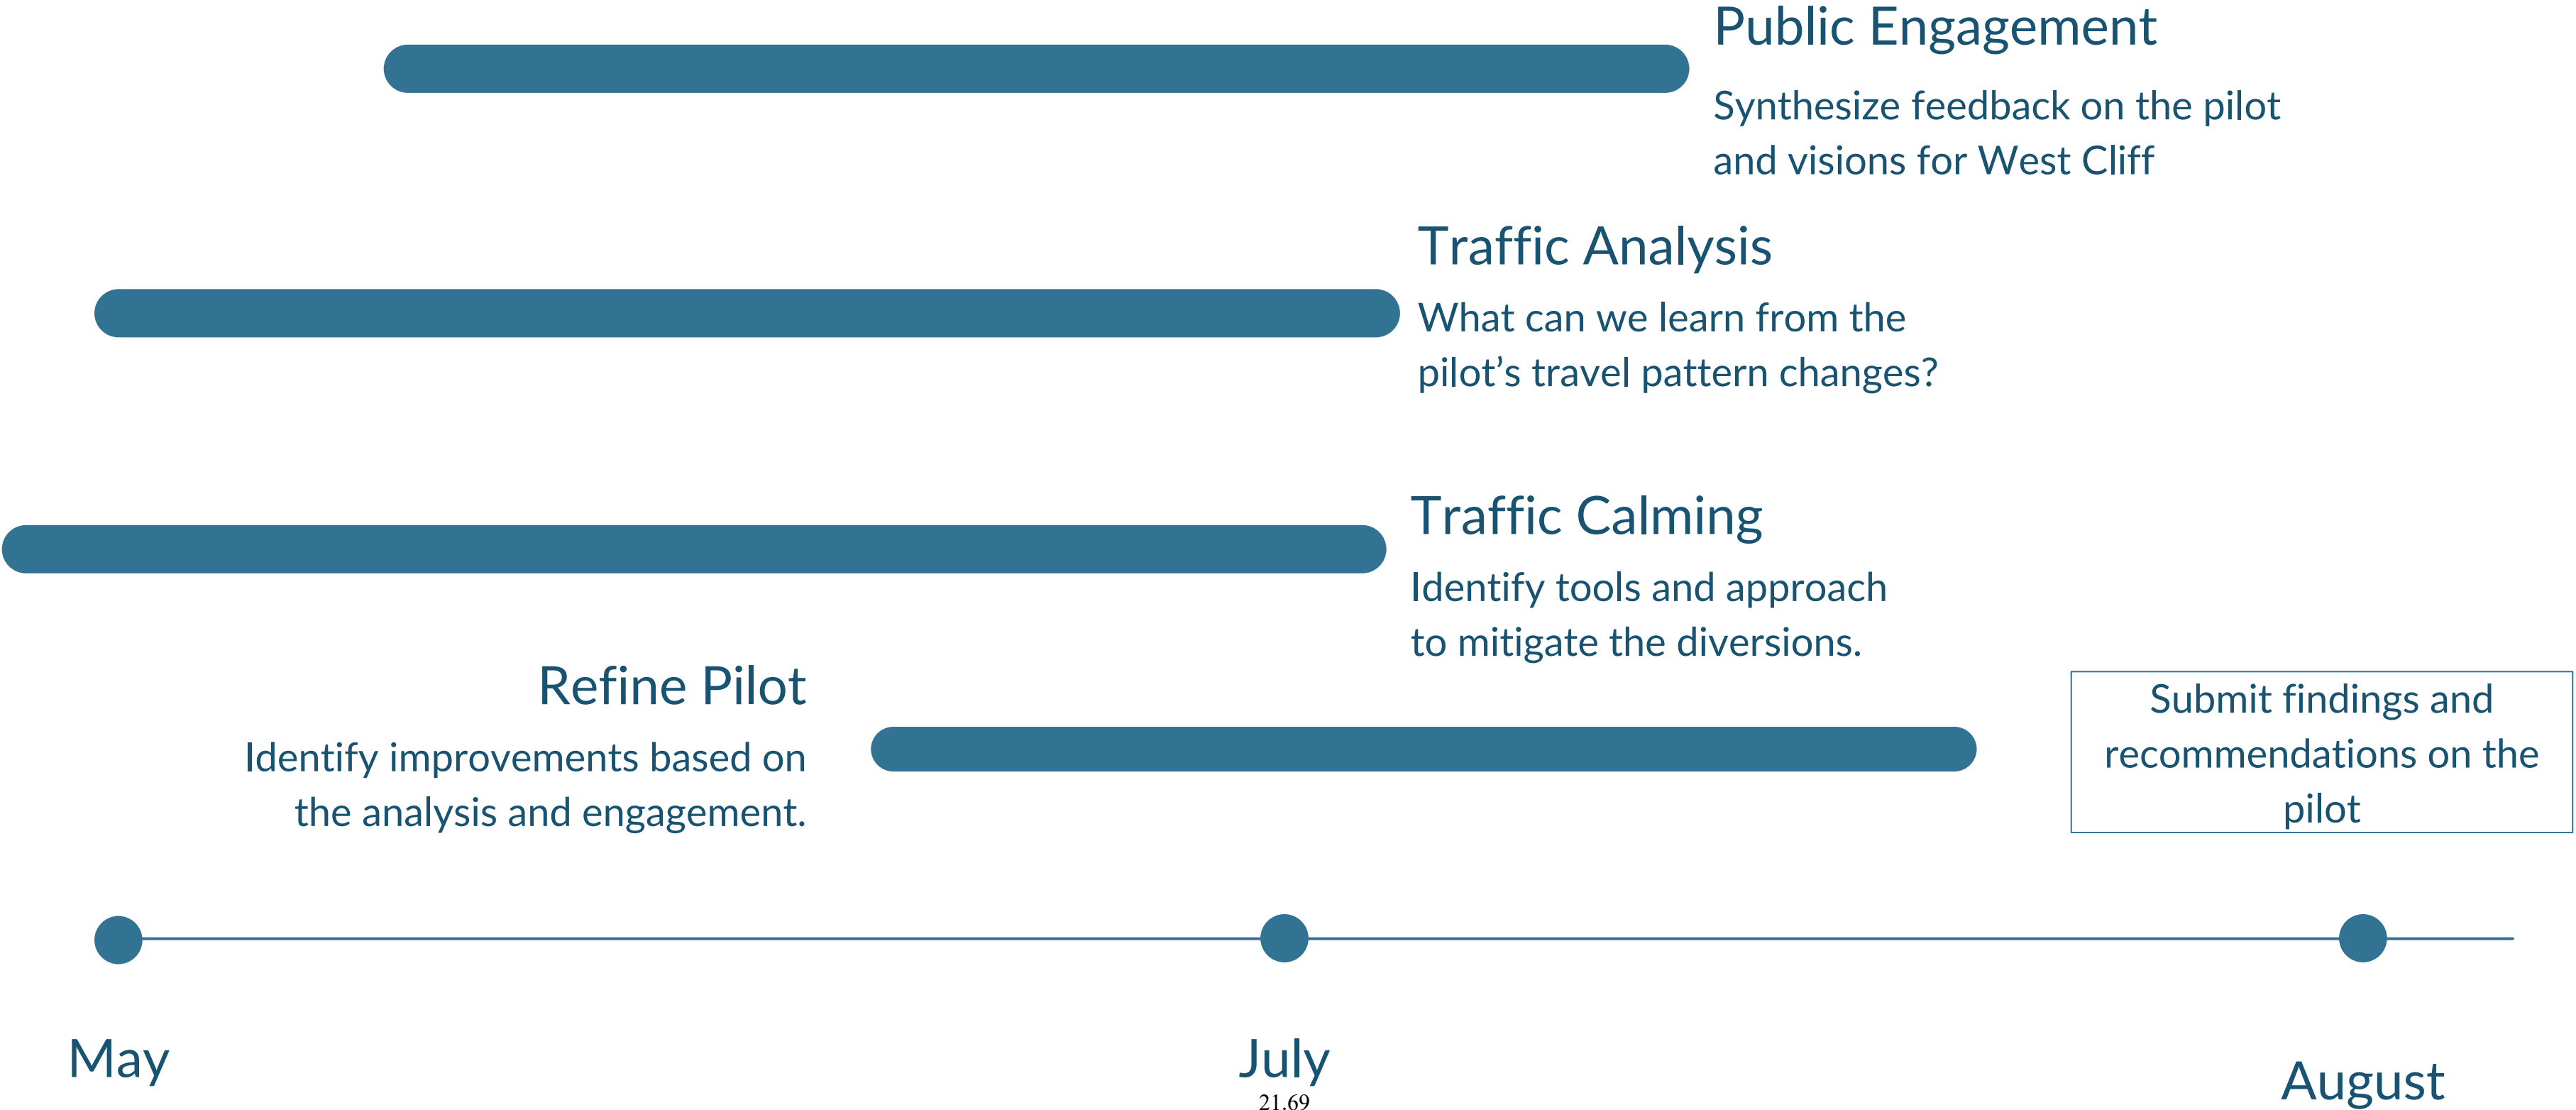 Public Engagement
Synthesize feedback on the pilot
and visions for West Cliff
Traffic Analysis
What can we learn from the
pilot’s travel pattern changes?
Traffic Calming
Identify tools and approach
to mitigate the diversions.
Refine Pilot
Identify improvements based on
the analysis and engagement.
Submit findings and
recommendations on the
pilot
May
July
August
21.69